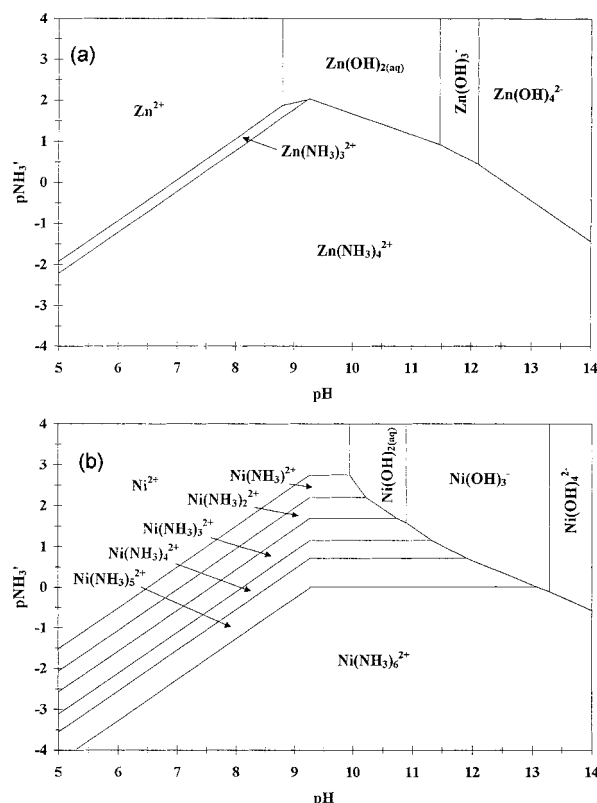 (a)
4
3
2
1
0
-1
-2
-3
-4
pNH₃'
Zn²⁺
Zn(OH)₂₍ₐq₎
Zn(OH)₃⁻
Zn(OH)₄²⁻
Zn(NH₃)₃²⁺
Zn(NH₃)₄²⁺
5 6 7 8 9 10 11 12 13 14
pH
(b)
4
3
2
1
0
-1
-2
-3
-4
pNH₃'
Ni²⁺
Ni(NH₃)²⁺
Ni(NH₃)₂²⁺
Ni(NH₃)₃²⁺
Ni(NH₃)₄²⁺
Ni(NH₃)₅²⁺
Ni(NH₃)₆²⁺
Ni(OH)₂₍ₐq₎
Ni(OH)₃⁻
Ni(OH)₄²⁻
5 6 7 8 9 10 11 12 13 14
pH